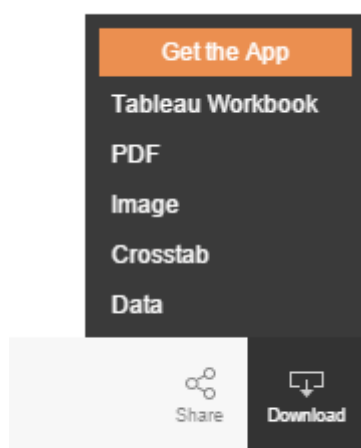 Get the App
Tableau Workbook
PDF
Image
Crosstab
Data
Share
Download